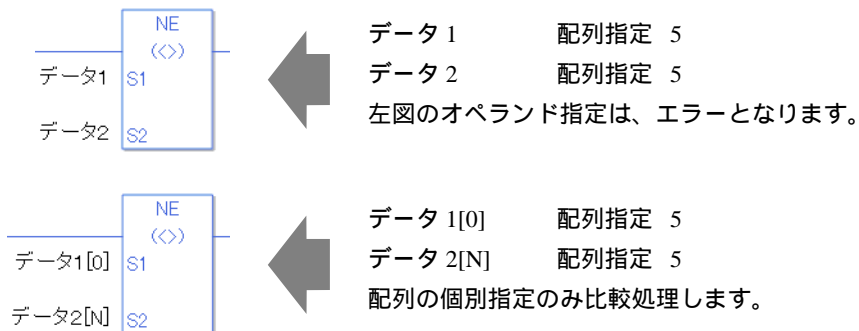 NE
(<>)
データ1 S1
データ2 S2
データ 1 配列指定 5
データ 2 配列指定 5
左図のオペランド指定は、エラーとなります。
NE
(<>)
データ1[0] S1
データ2[N] S2
データ 1[0] 配列指定 5
データ 2[N] 配列指定 5
配列の個別指定のみ比較処理します。